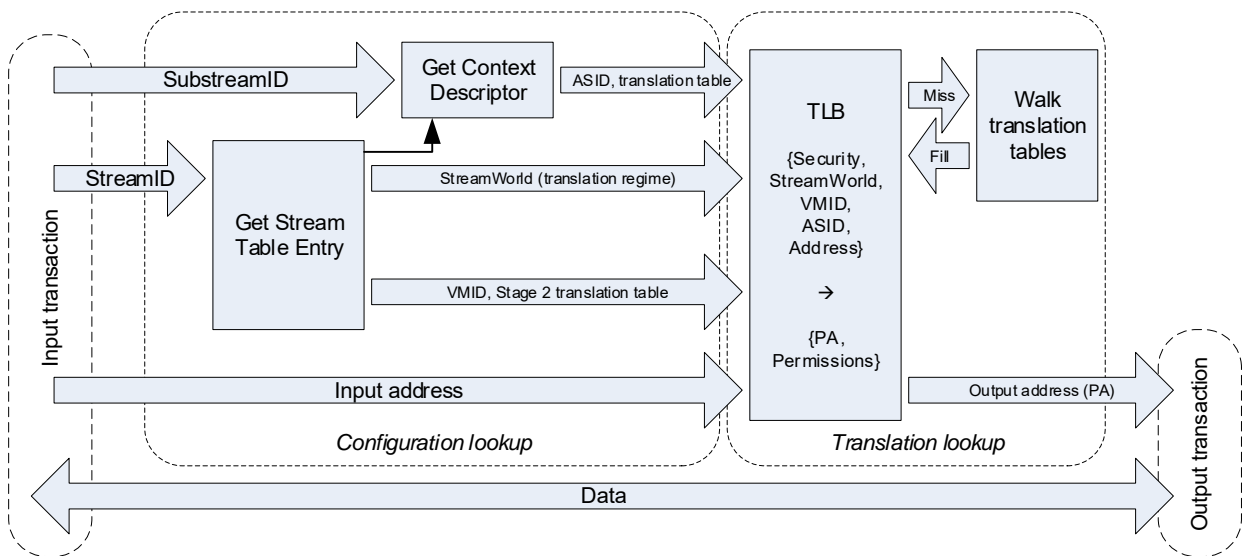 SubstreamID
Get Context
Descriptor
ASID, translation table
TLB
Miss
Walk
translation
tables
Fill
StreamID
StreamWorld (translation regime)
{Security,
StreamWorld,
VMID,
ASID,
Address}
→
{PA,
Permissions}
Get Stream
Table Entry
VMID, Stage 2 translation table
Input transaction
Input address
Output address (PA)
Configuration lookup
Translation lookup
Data
Output transaction